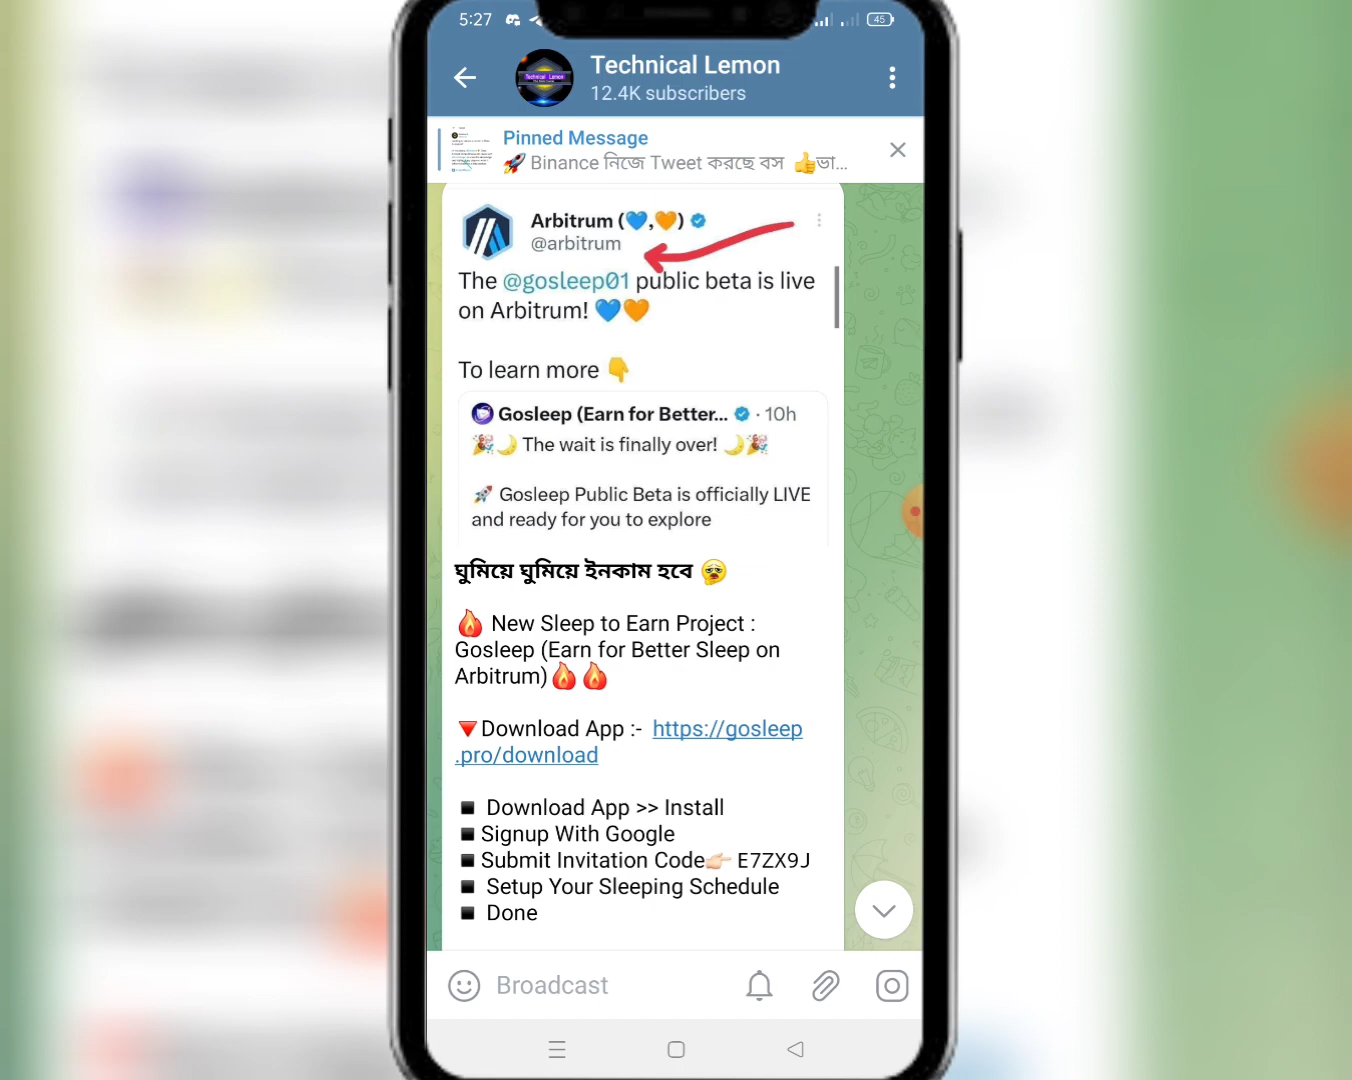 5:27
45
Technical Lemon
12.4K subscribers
Technical Lemon
Pinned Message
🚀 Binance নিজে Tweet করছে বস 👍ভা...
Arbitrum (💙,🧡)
@arbitrum
The @gosleep01 public beta is live
on Arbitrum! 💙🧡
To learn more 👇
Gosleep (Earn for Better... · 10h
🎉🌙 The wait is finally over! 🌙🎉
🚀 Gosleep Public Beta is officially LIVE
and ready for you to explore
ঘুমিয়ে ঘুমিয়ে ইনকাম হবে 🥱
🔥 New Sleep to Earn Project :
Gosleep (Earn for Better Sleep on
Arbitrum)🔥🔥
🔻Download App :- https://gosleep
.pro/download
▪️ Download App >> Install
▪️Signup With Google
▪️Submit Invitation Code👉🏻 E7ZX9J
▪️ Setup Your Sleeping Schedule
▪️ Done
Broadcast